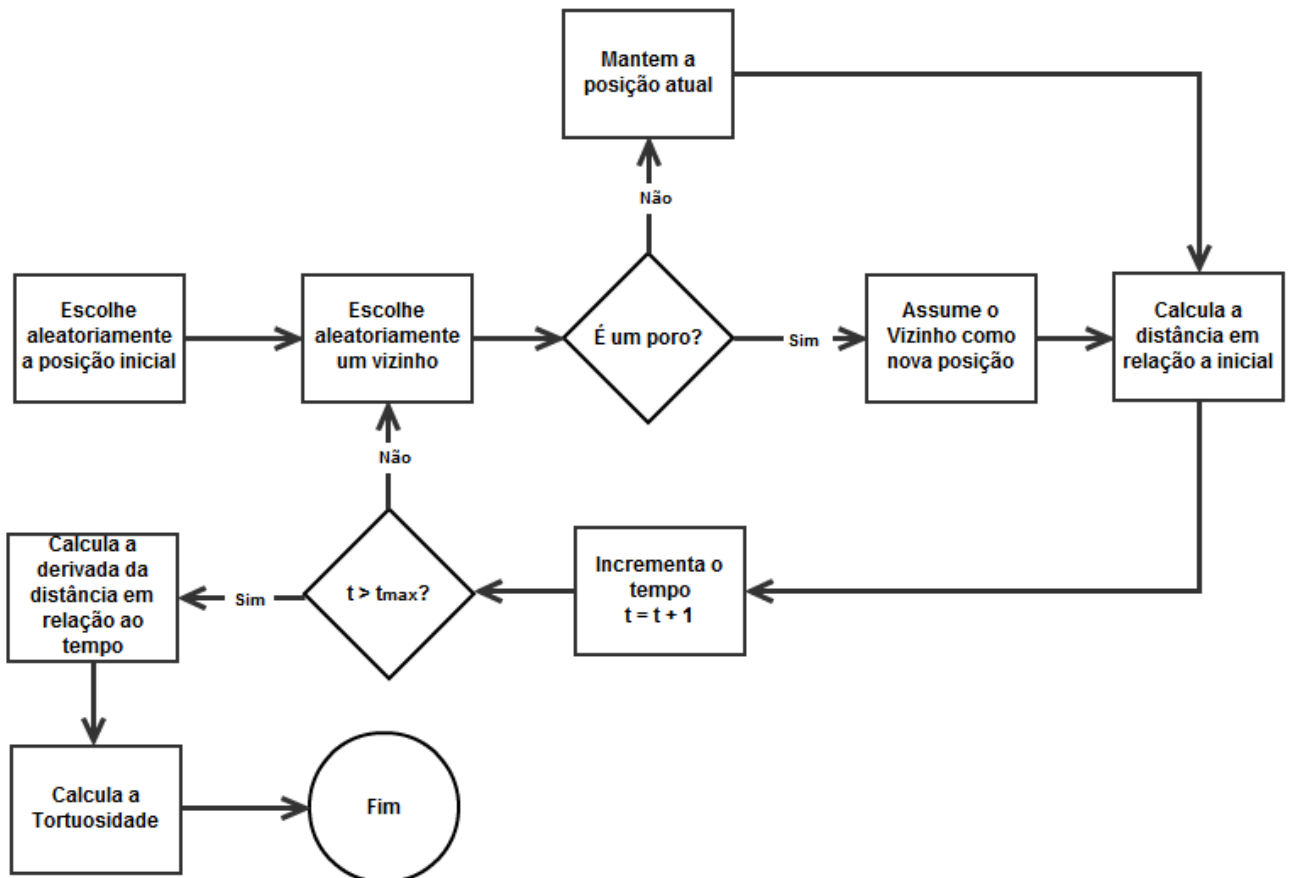 Mantem a
posição atual
Não
Escolhe
aleatoriamente
a posição inicial
Escolhe
aleatoriamente
um vizinho
É um poro?
Sim
Assume o
Vizinho como
nova posição
Calcula a
distância em
relação a inicial
Não
Calcula a
derivada da
distância em
relação ao
tempo
Sim
t > tmax?
Incrementa o
tempo
t = t + 1
Calcula a
Tortuosidade
Fim